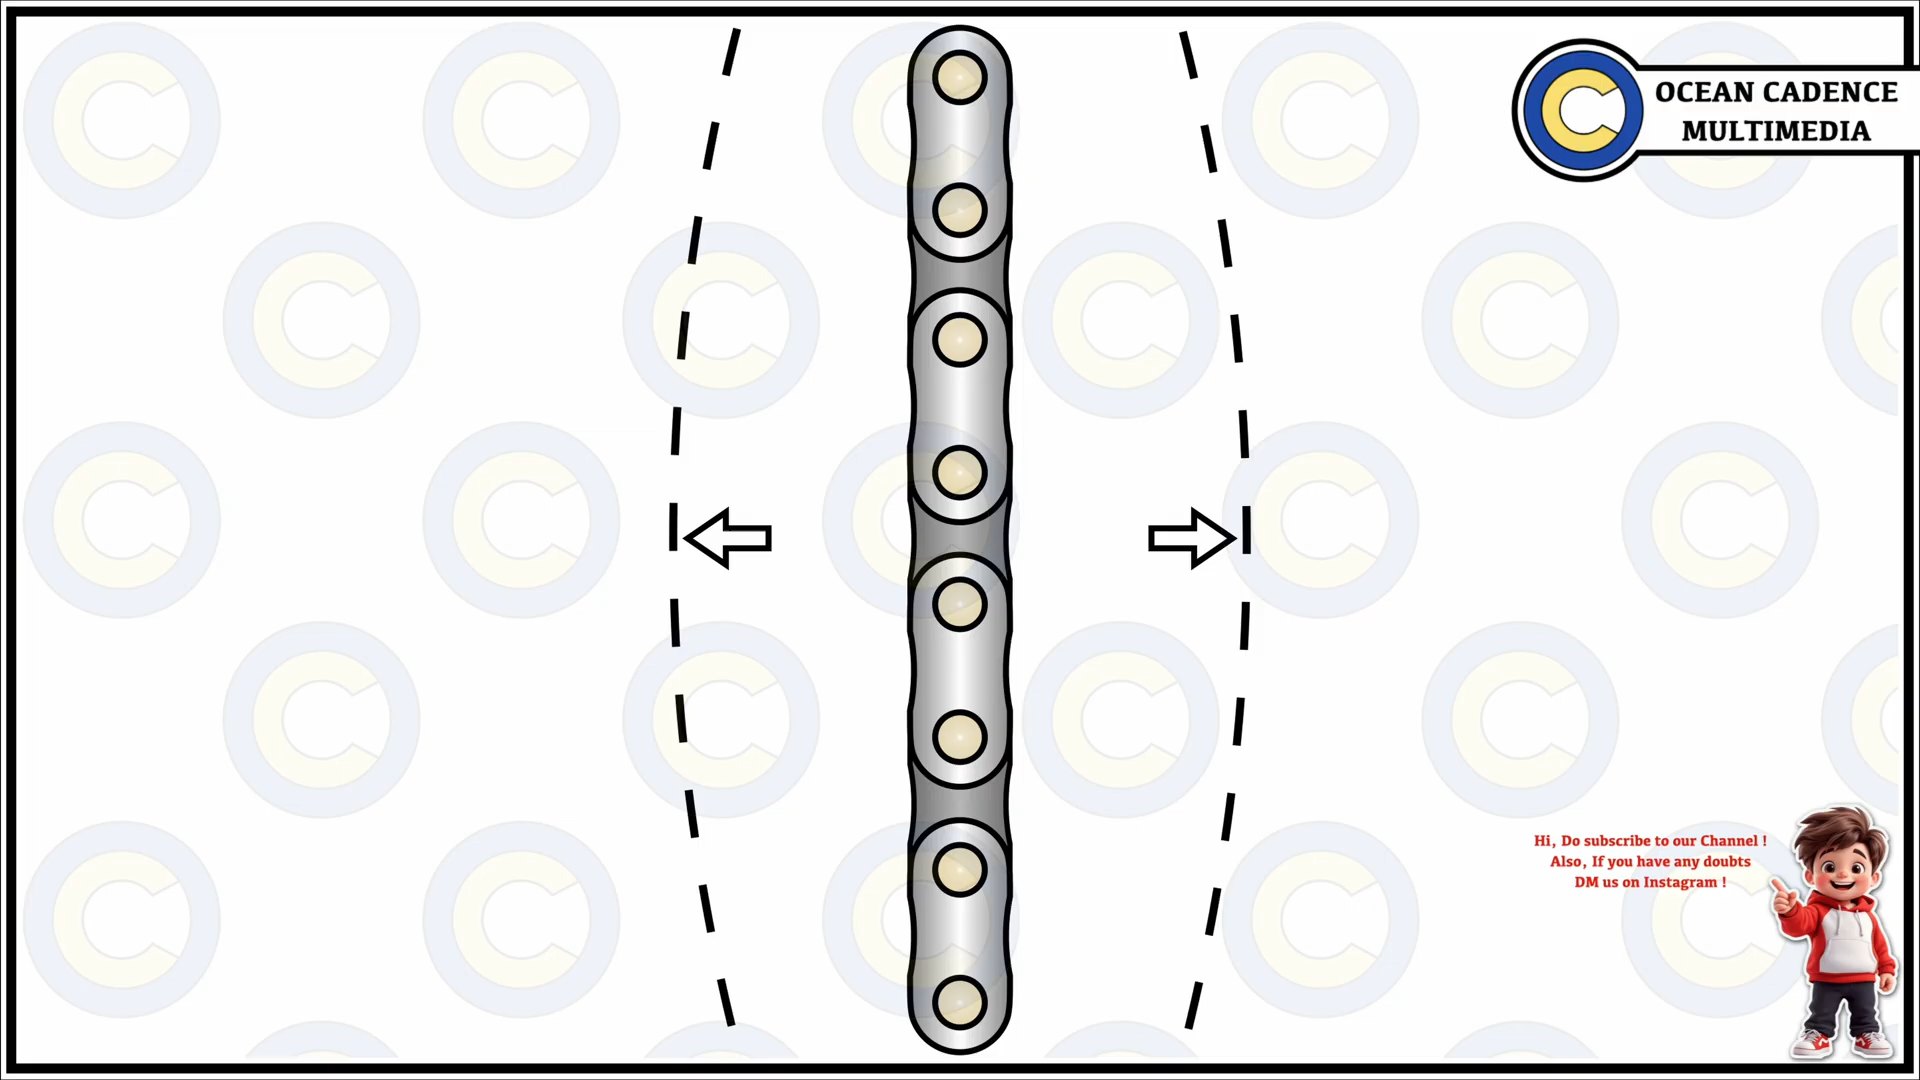 OCEAN CADENCE
MULTIMEDIA
Hi, Do subscribe to our Channel !
Also, If you have any doubts
DM us on Instagram !